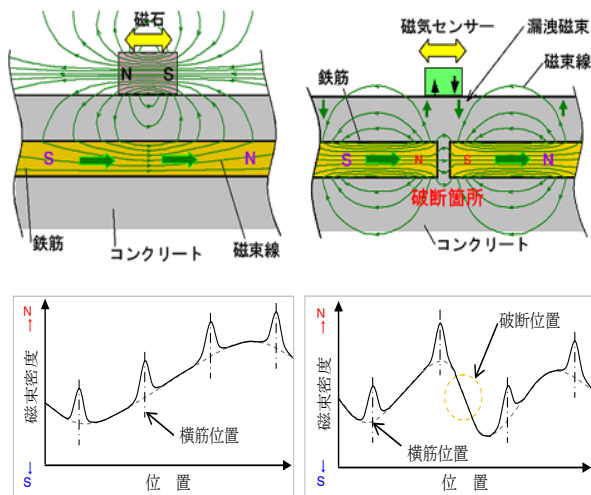 磁石
N S
S N
鉄筋
コンクリート
磁束線
磁気センサー
漏洩磁束
磁束線
鉄筋
S N S N
破断箇所
コンクリート
N
↑
磁束密度
↓
S
横筋位置
位 置
N
↑
磁束密度
↓
S
破断位置
横筋位置
位 置